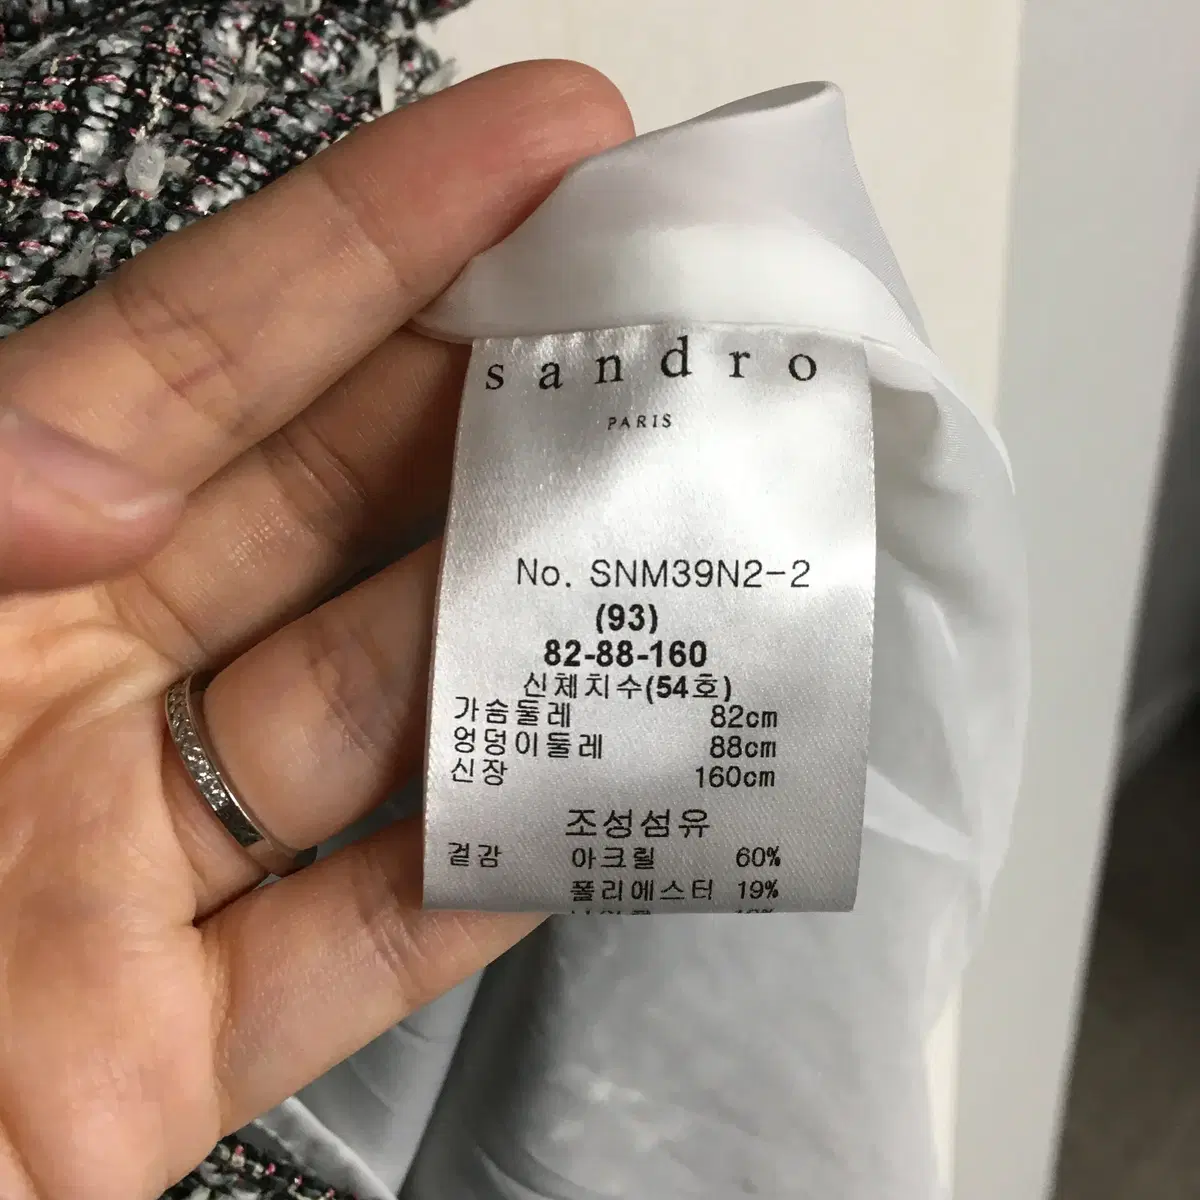 sandro
PARIS
No. SNM39N2-2
(93)
82-88-160
신체치수(54호)
가슴둘레 82cm
엉덩이둘레 88cm
신장 160cm
조성섬유
겉감 아크릴 60%
폴리에스터 19%